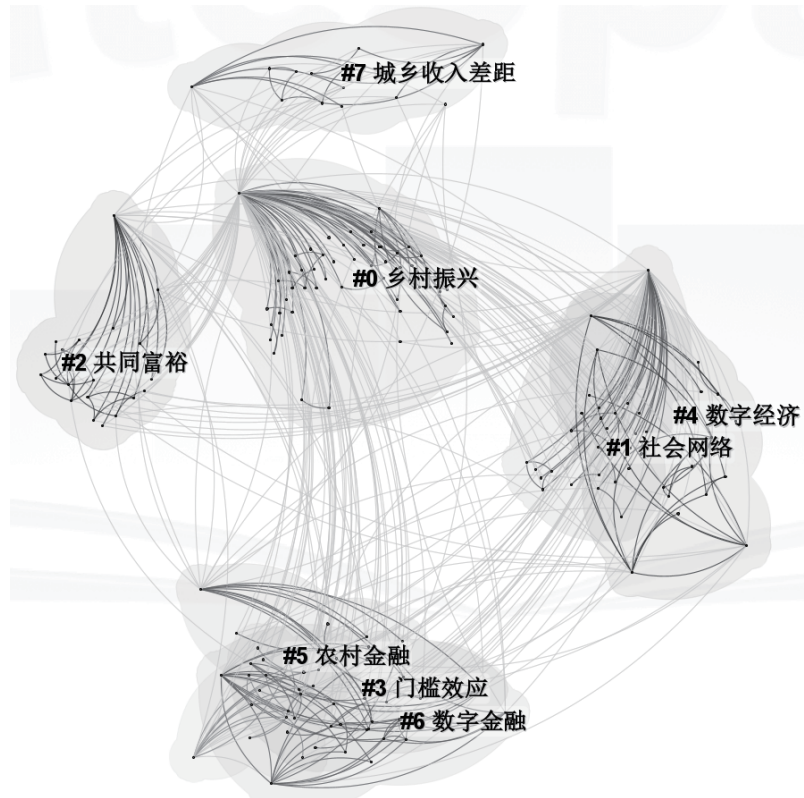 #7 城乡收入差距
#0 乡村振兴
#2 共同富裕
#4 数字经济
#1 社会网络
#5 农村金融
#3 门槛效应
#6 数字金融